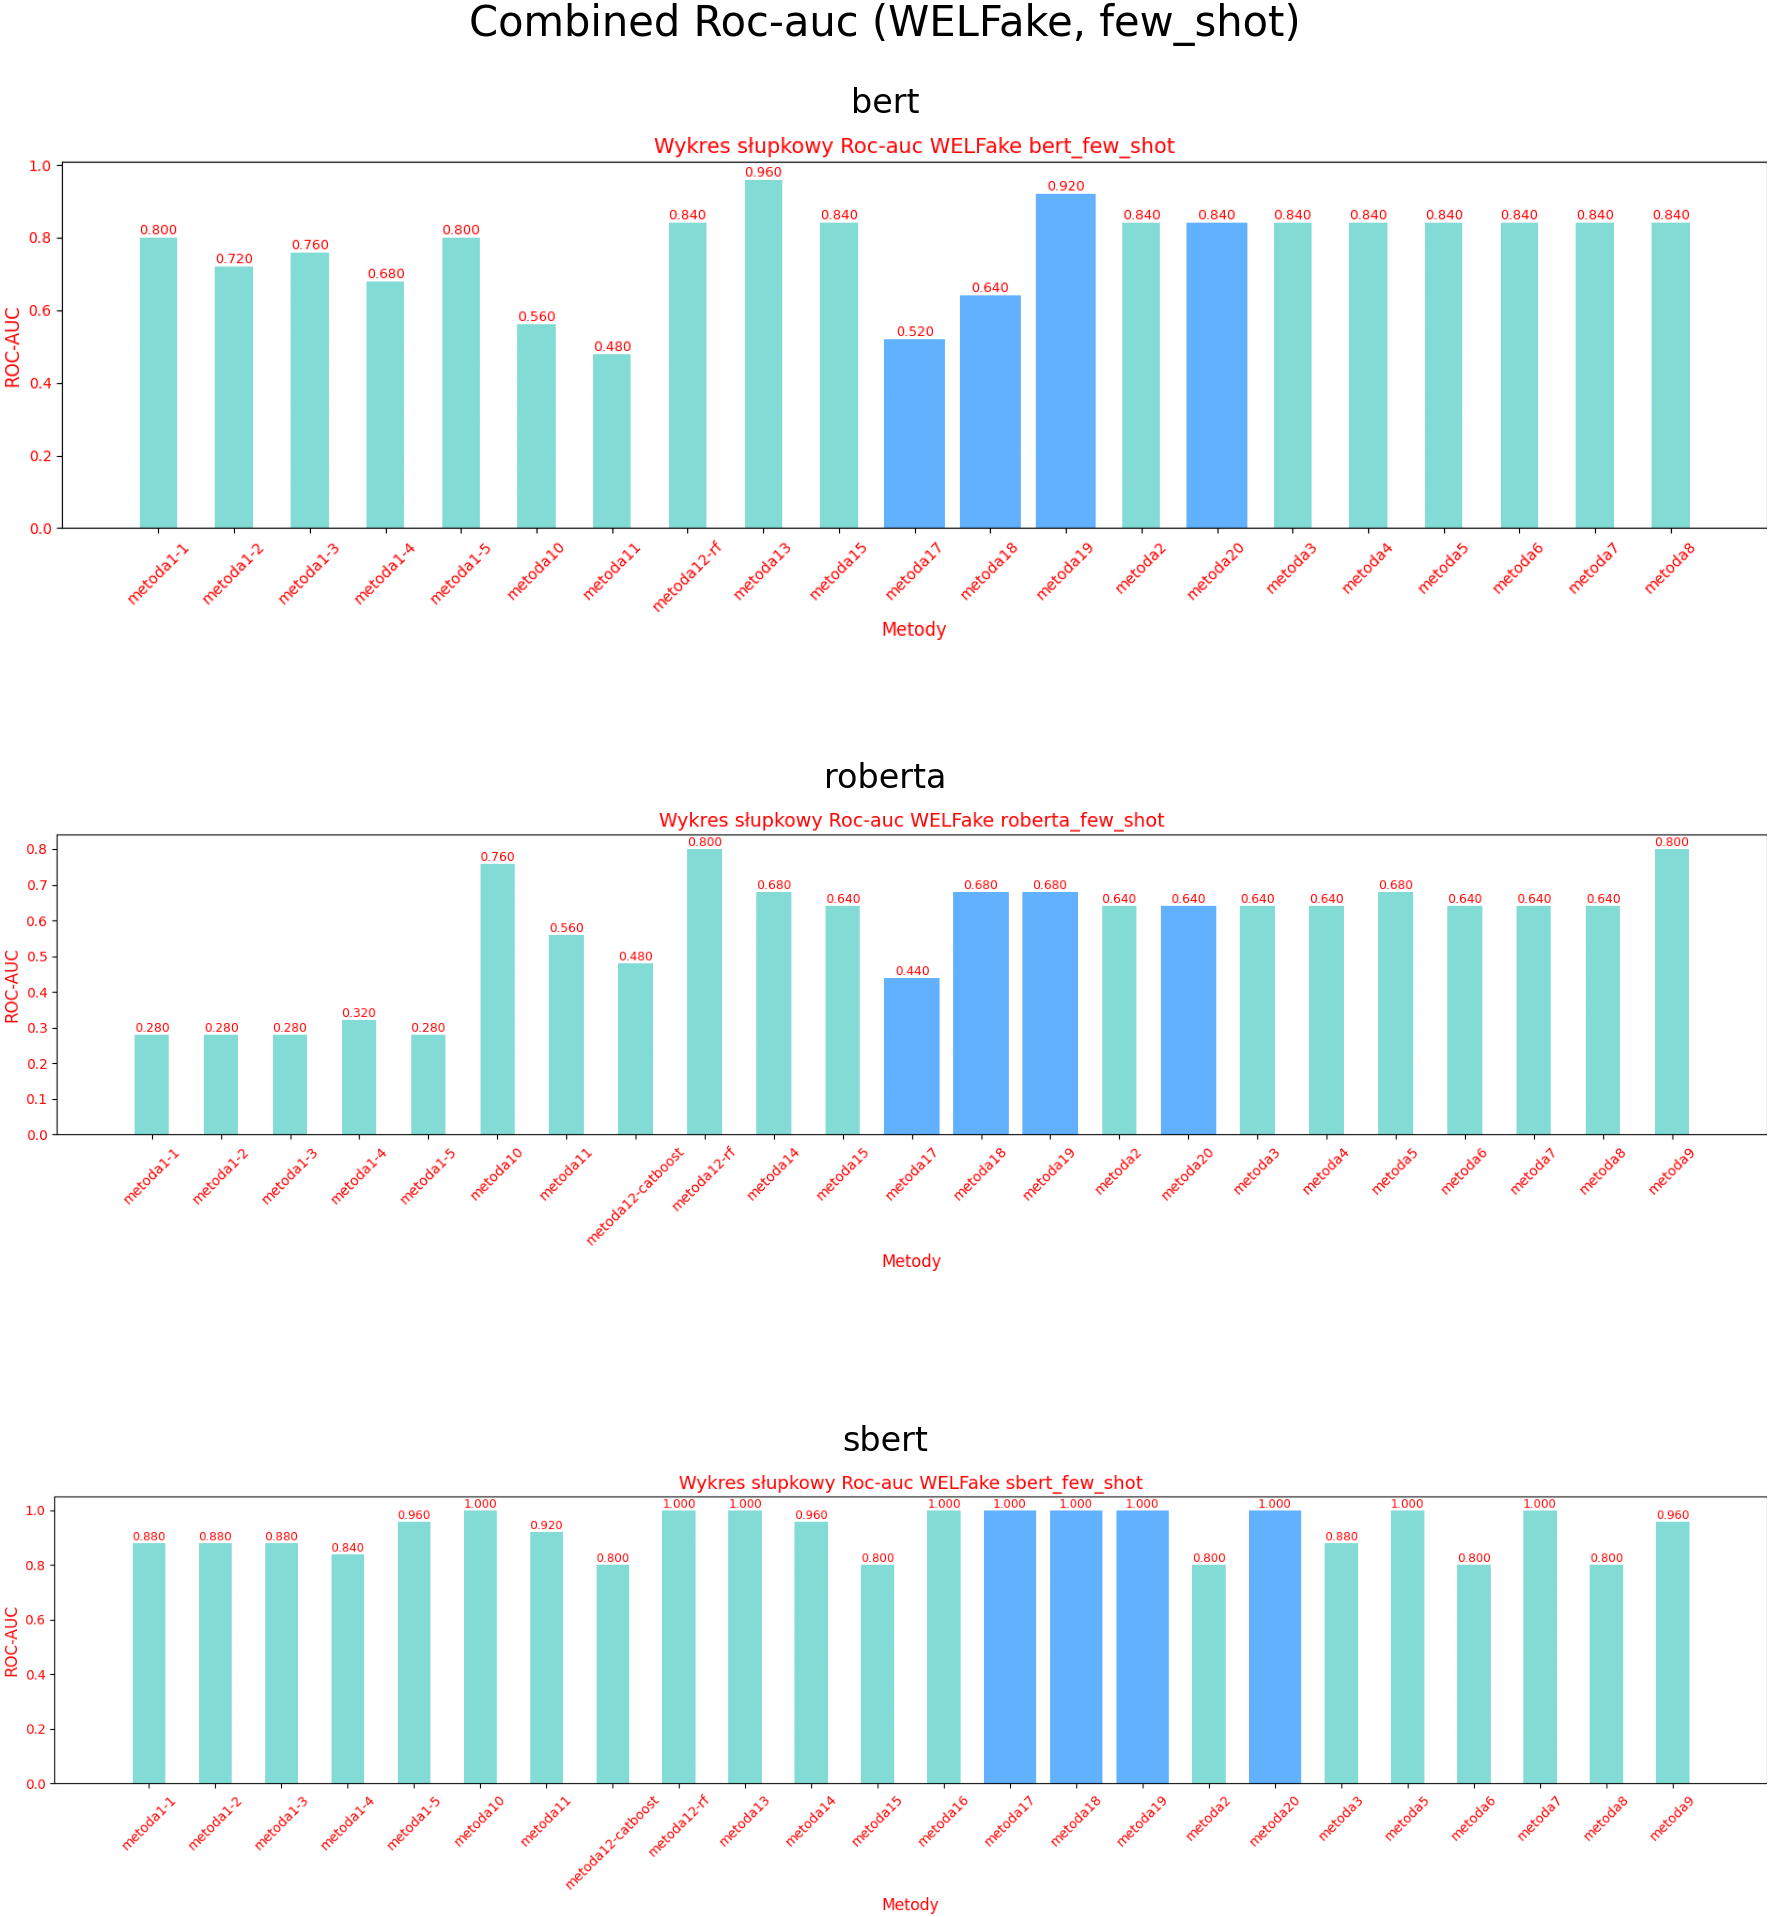 Combined Roc-auc (WELFake, few_shot)
bert
Wykres słupkowy Roc-auc WELFake bert_few_shot
ROC-AUC
1.0
0.8
0.6
0.4
0.2
0.0
0.800 0.720 0.760 0.680 0.800 0.560 0.480 0.840 0.960 0.840 0.520 0.640 0.920 0.840 0.840 0.840 0.840 0.840 0.840 0.840 0.840
metoda1-1 metoda1-2 metoda1-3 metoda1-4 metoda1-5 metoda10 metoda11 metoda12-rf metoda13 metoda15 metoda17 metoda18 metoda19 metoda2 metoda20 metoda3 metoda4 metoda5 metoda6 metoda7 metoda8
Metody
roberta
Wykres słupkowy Roc-auc WELFake roberta_few_shot
ROC-AUC
0.8
0.7
0.6
0.5
0.4
0.3
0.2
0.1
0.0
0.280 0.280 0.280 0.320 0.280 0.760 0.560 0.480 0.800 0.680 0.640 0.440 0.680 0.680 0.640 0.640 0.640 0.640 0.680 0.640 0.640 0.640 0.800
metoda1-1 metoda1-2 metoda1-3 metoda1-4 metoda1-5 metoda10 metoda11 metoda12-catboost metoda12-rf metoda14 metoda15 metoda17 metoda18 metoda19 metoda2 metoda20 metoda3 metoda4 metoda5 metoda6 metoda7 metoda8 metoda9
Metody
sbert
Wykres słupkowy Roc-auc WELFake sbert_few_shot
ROC-AUC
1.0
0.8
0.6
0.4
0.2
0.0
0.880 0.880 0.880 0.840 0.960 1.000 0.920 0.800 1.000 1.000 0.960 0.800 1.000 1.000 1.000 1.000 0.800 1.000 0.880 1.000 0.800 1.000 0.800 0.960
metoda1-1 metoda1-2 metoda1-3 metoda1-4 metoda1-5 metoda10 metoda11 metoda12-catboost metoda12-rf metoda13 metoda14 metoda15 metoda16 metoda17 metoda18 metoda19 metoda2 metoda20 metoda3 metoda5 metoda6 metoda7 metoda8 metoda9
Metody